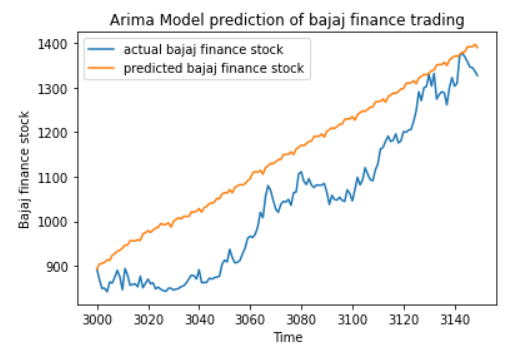 Arima Model prediction of bajaj finance trading
actual bajaj finance stock
predicted bajaj finance stock
1400
1300
1200
1100
1000
900
Bajaj finance stock
3000 3020 3040 3060 3080 3100 3120 3140
Time